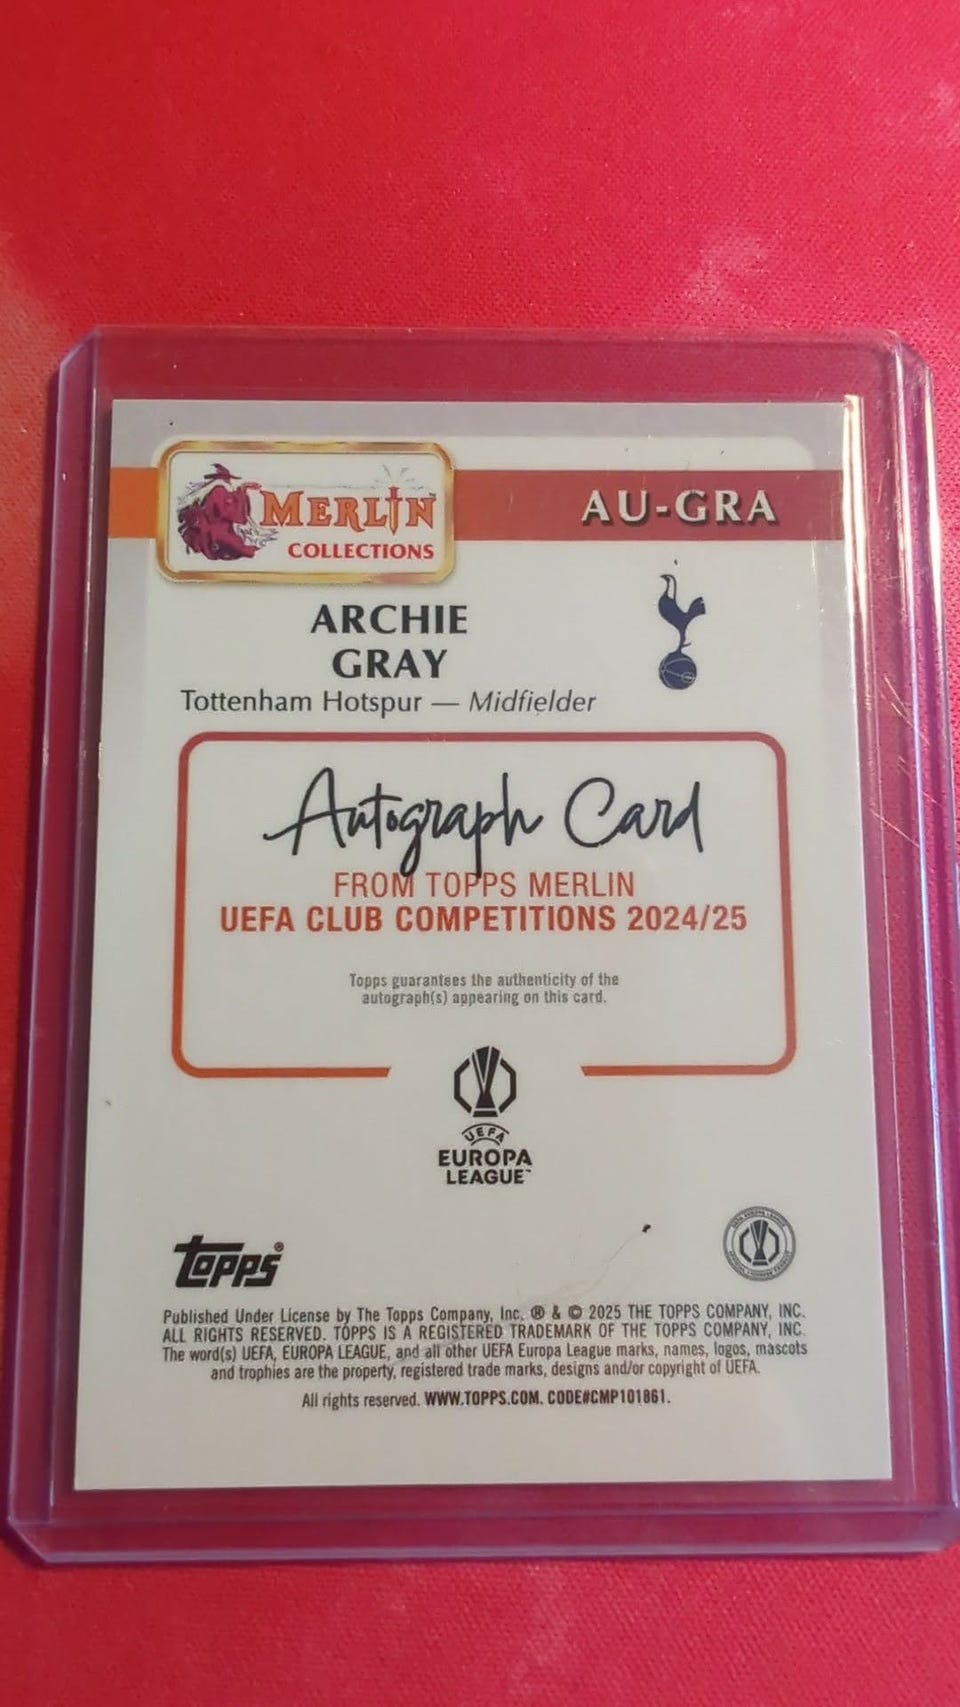 MERLIN
COLLECTIONS
AU-GRA
ARCHIE
GRAY
Tottenham Hotspur — Midfielder
Autograph Card
FROM TOPPS MERLIN
UEFA CLUB COMPETITIONS 2024/25
Topps guarantees the authenticity of the
autograph(s) appearing on this card.
UEFA
EUROPA
LEAGUE™
Topps®
Published Under License by The Topps Company, Inc. ® & © 2025 THE TOPPS COMPANY, INC.
ALL RIGHTS RESERVED. TOPPS IS A REGISTERED TRADEMARK OF THE TOPPS COMPANY, INC.
The word(s) UEFA, EUROPA LEAGUE, and all other UEFA Europa League marks, names, logos, mascots
and trophies are the property, registered trade marks, designs and/or copyright of UEFA.
All rights reserved. WWW.TOPPS.COM. CODE#CMP101861.